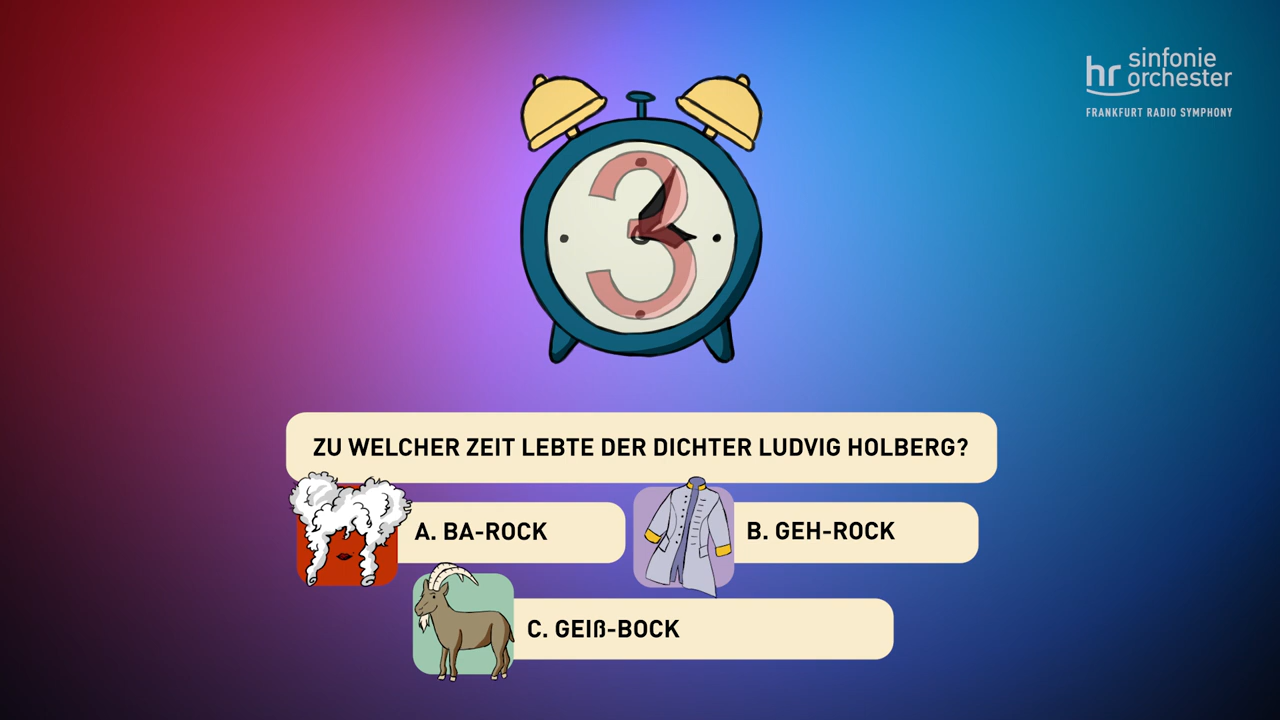 hr sinfonie
orchester
FRANKFURT RADIO SYMPHONY
3
ZU WELCHER ZEIT LEBTE DER DICHTER LUDVIG HOLBERG?
A. BA-ROCK
B. GEH-ROCK
C. GEIß-BOCK